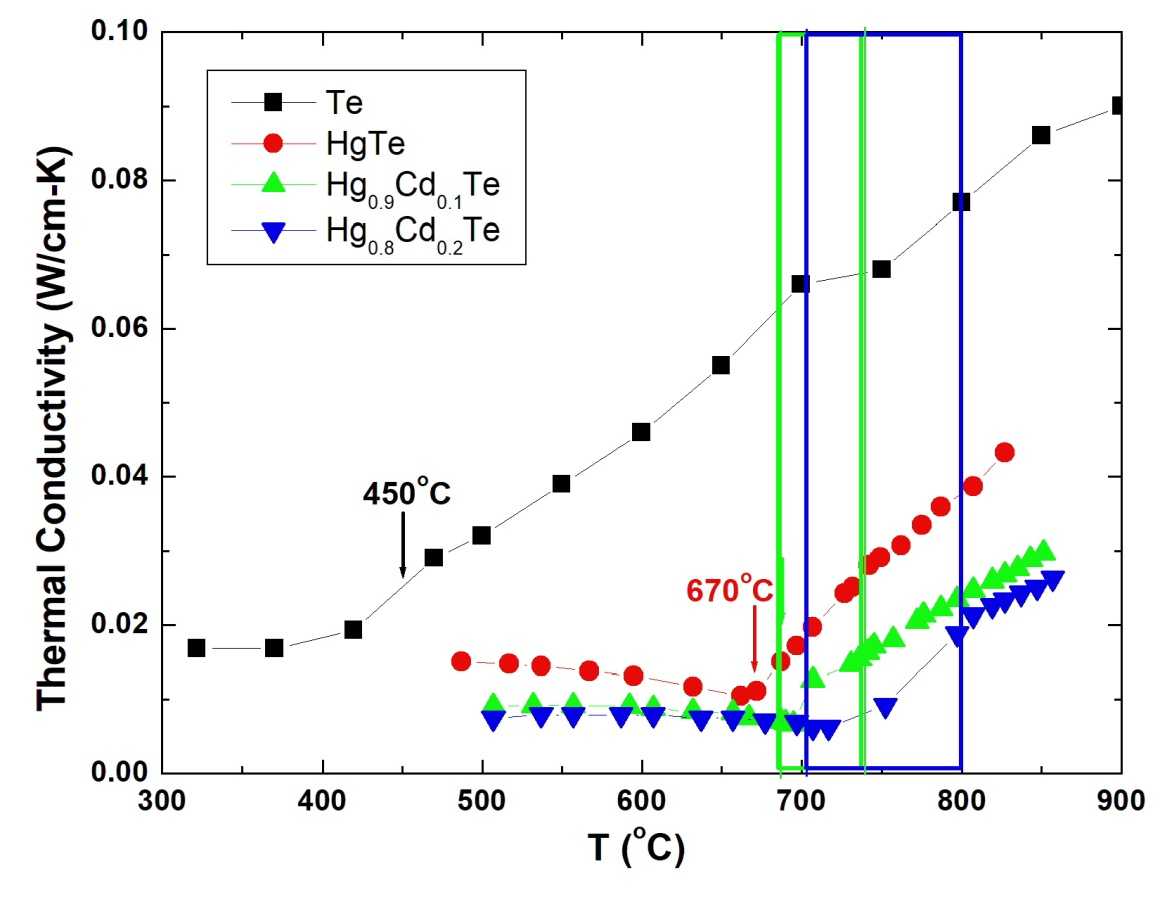 0.10
0.08
0.06
0.04
0.02
0.00
Thermal Conductivity (W/cm-K)
Te
HgTe
Hg0.9Cd0.1Te
Hg0.8Cd0.2Te
450°C
670°C
300 400 500 600 700 800 900
T (°C)